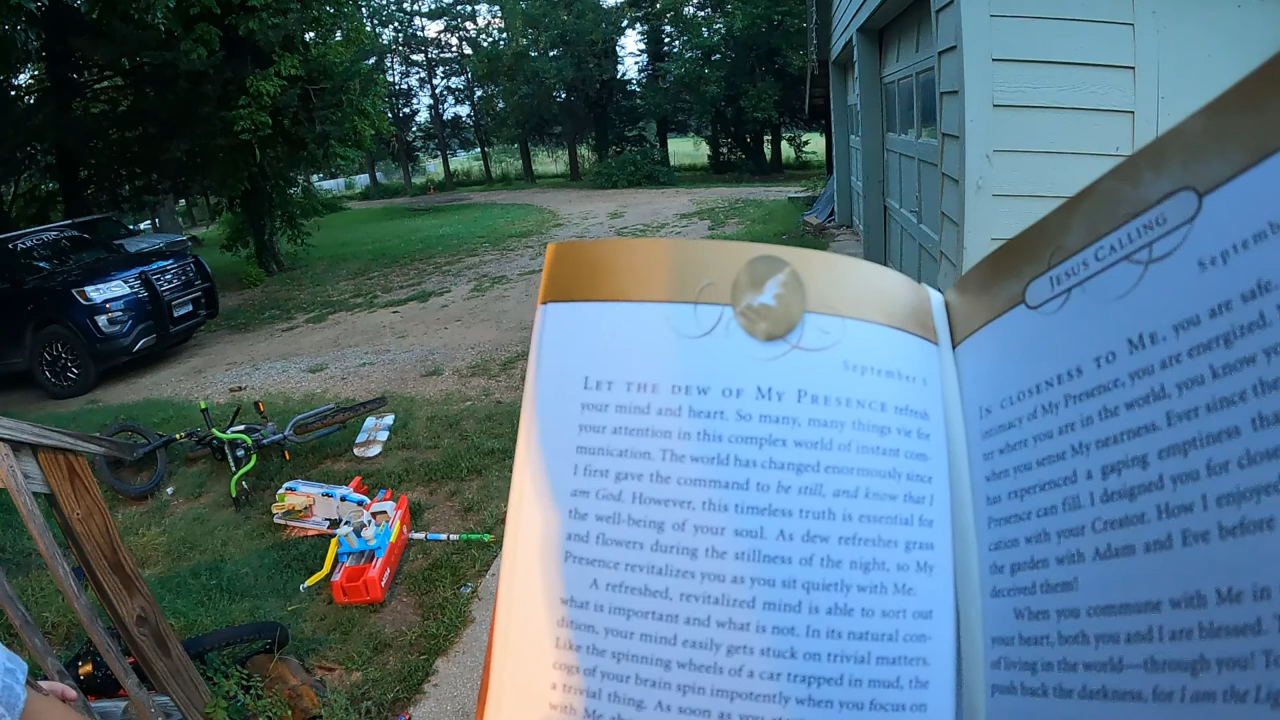 September
LET THE DEW OF MY PRESENCE refresh
your mind and heart. So many, many things vie for
your attention in this complex world of instant com-
munication. The world has changed enormously since
I first gave the command to be still, and know that I
am God. However, this timeless truth is essential for
the well-being of your soul. As dew refreshes grass
and flowers during the stillness of the night, so My
Presence revitalizes you as you sit quietly with Me.
A refreshed, revitalized mind is able to sort out
what is important and what is not. In its natural con-
dition, your mind easily gets stuck on trivial matters.
Like the spinning wheels of a car trapped in mud, the
cogs of your brain spin impotently when you focus on
a trivial thing. As soon as you
with Me
JESUS CALLING
IN CLOSENESS TO ME, you are safe.
of My Presence, you are energized.
where you are in the world, you know
when you sense My nearness. Ever since the
has experienced a gaping emptiness
Presence can fill. I designed you for
with your Creator. How I enjoyed
the garden with Adam and Eve before
deceived them!
When you commune with Me in
your heart, both you and I are blessed.
of living in the world—through you!
push back the darkness, for I am the